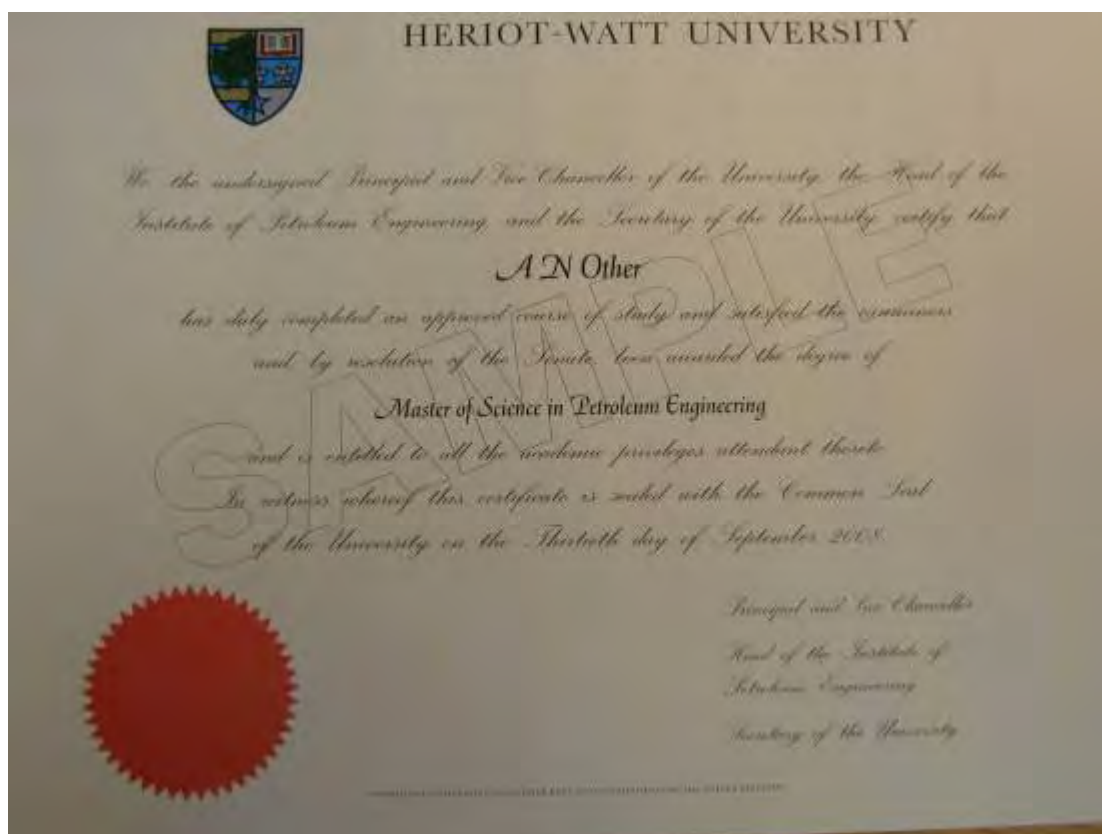 HERIOT-WATT UNIVERSITY
We the undersigned Principal and Vice Chancellor of the University, the Head of the
Institute of Petroleum Engineering and the Secretary of the University certify that
A N Other
has duly completed an approved course of study and satisfied the examiners
and by resolution of the Senate, been awarded the degree of
Master of Science in Petroleum Engineering
and is entitled to all the academic privileges attendant thereto
In witness whereof this certificate is sealed with the Common Seal
of the University on the Thirtieth day of September 2008.
SAMPLE
Principal and Vice Chancellor
Head of the Institute of
Petroleum Engineering
Secretary of the University